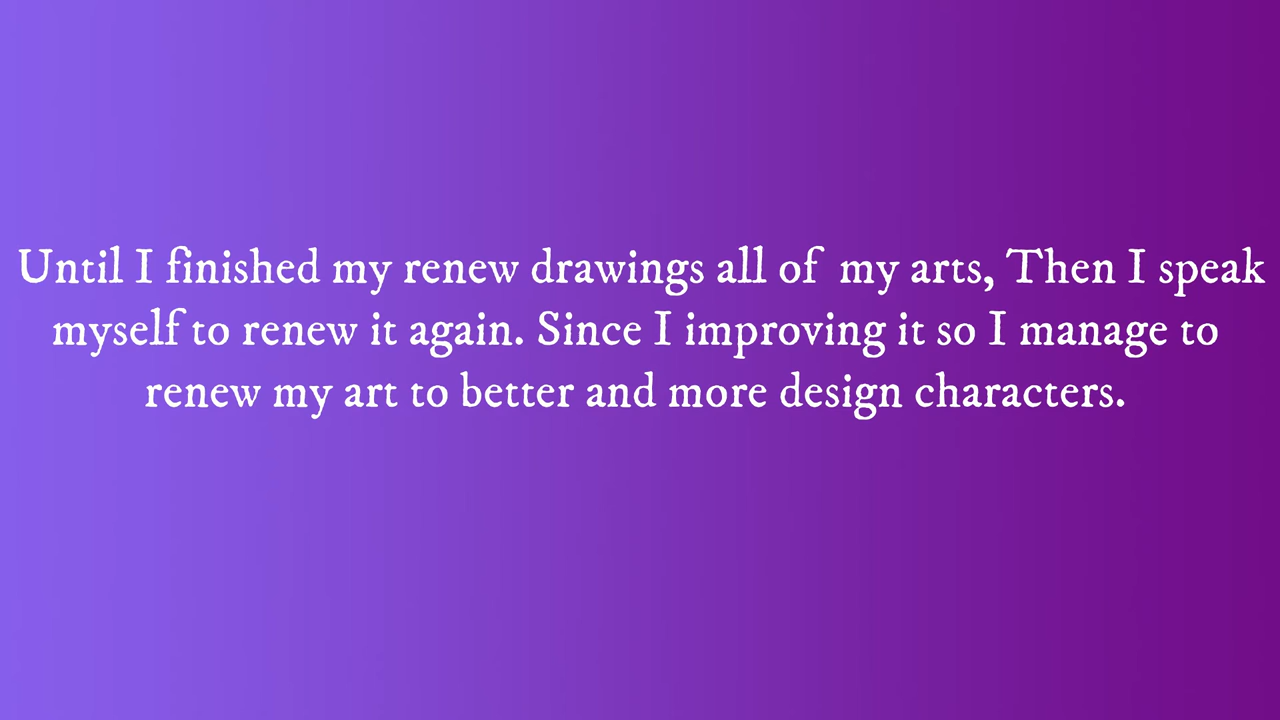 Until I finished my renew drawings all of my arts, Then I speak
myself to renew it again. Since I improving it so I manage to
renew my art to better and more design characters.